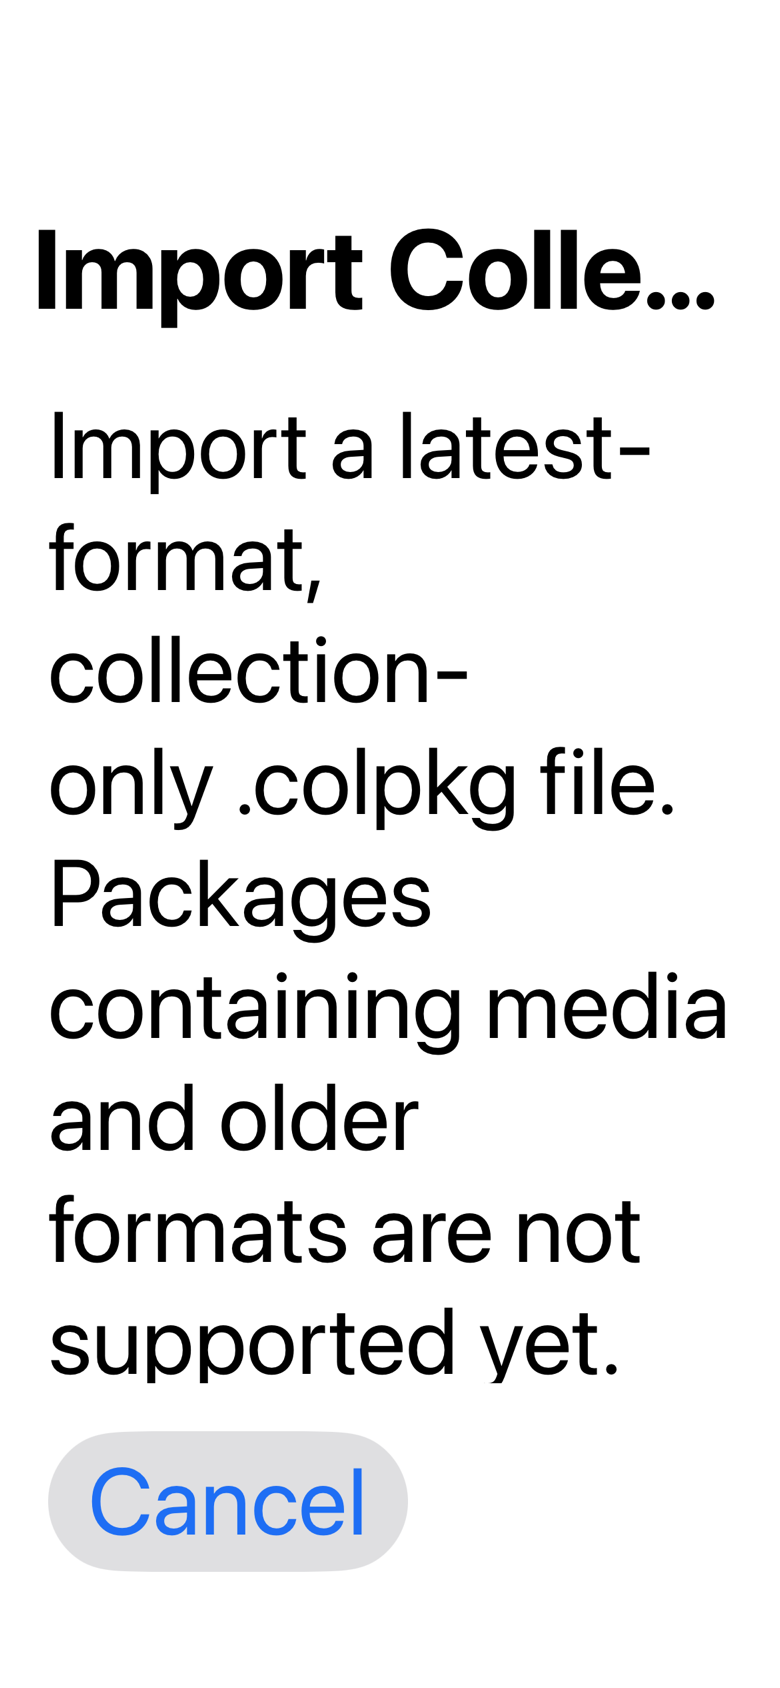 Import Colle...
Import a latest-
format,
collection-
only .colpkg file.
Packages
containing media
and older
formats are not
supported yet.
Cancel